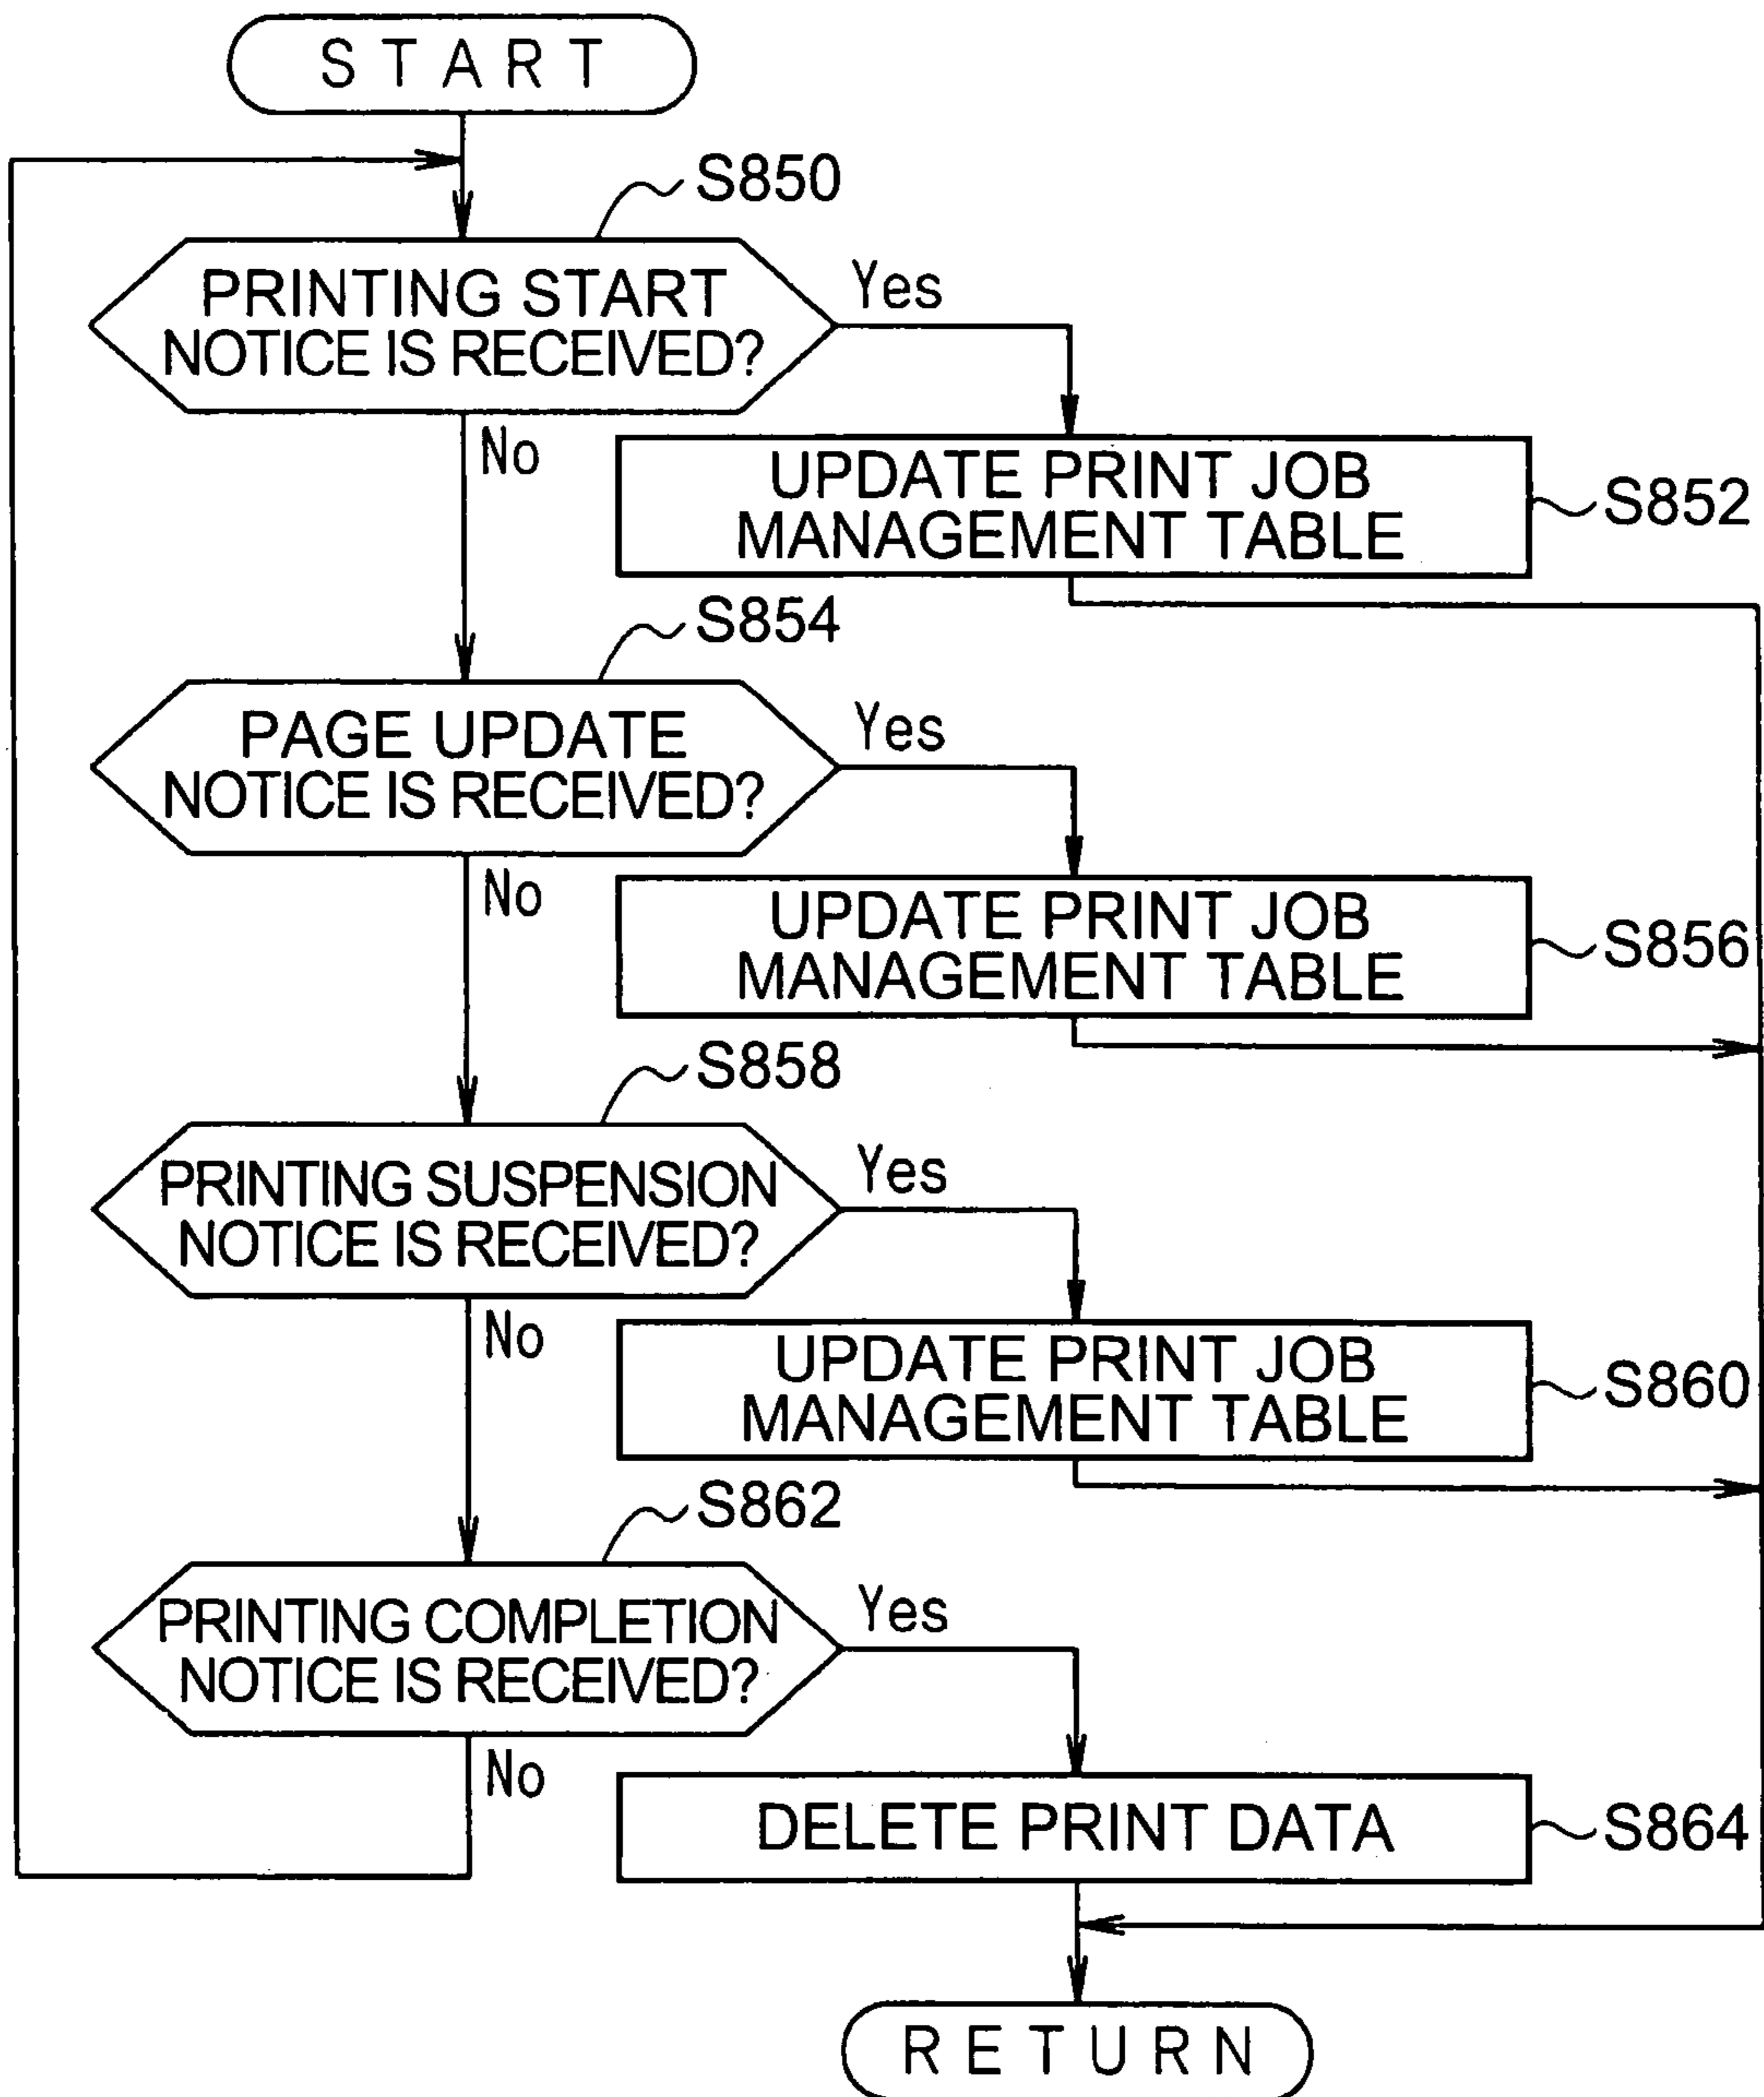 START
S850
PRINTING START
NOTICE IS RECEIVED?
Yes
No
UPDATE PRINT JOB
MANAGEMENT TABLE
S852
S854
PAGE UPDATE
NOTICE IS RECEIVED?
Yes
No
UPDATE PRINT JOB
MANAGEMENT TABLE
S856
S858
PRINTING SUSPENSION
NOTICE IS RECEIVED?
Yes
No
UPDATE PRINT JOB
MANAGEMENT TABLE
S860
S862
PRINTING COMPLETION
NOTICE IS RECEIVED?
Yes
No
DELETE PRINT DATA
S864
RETURN